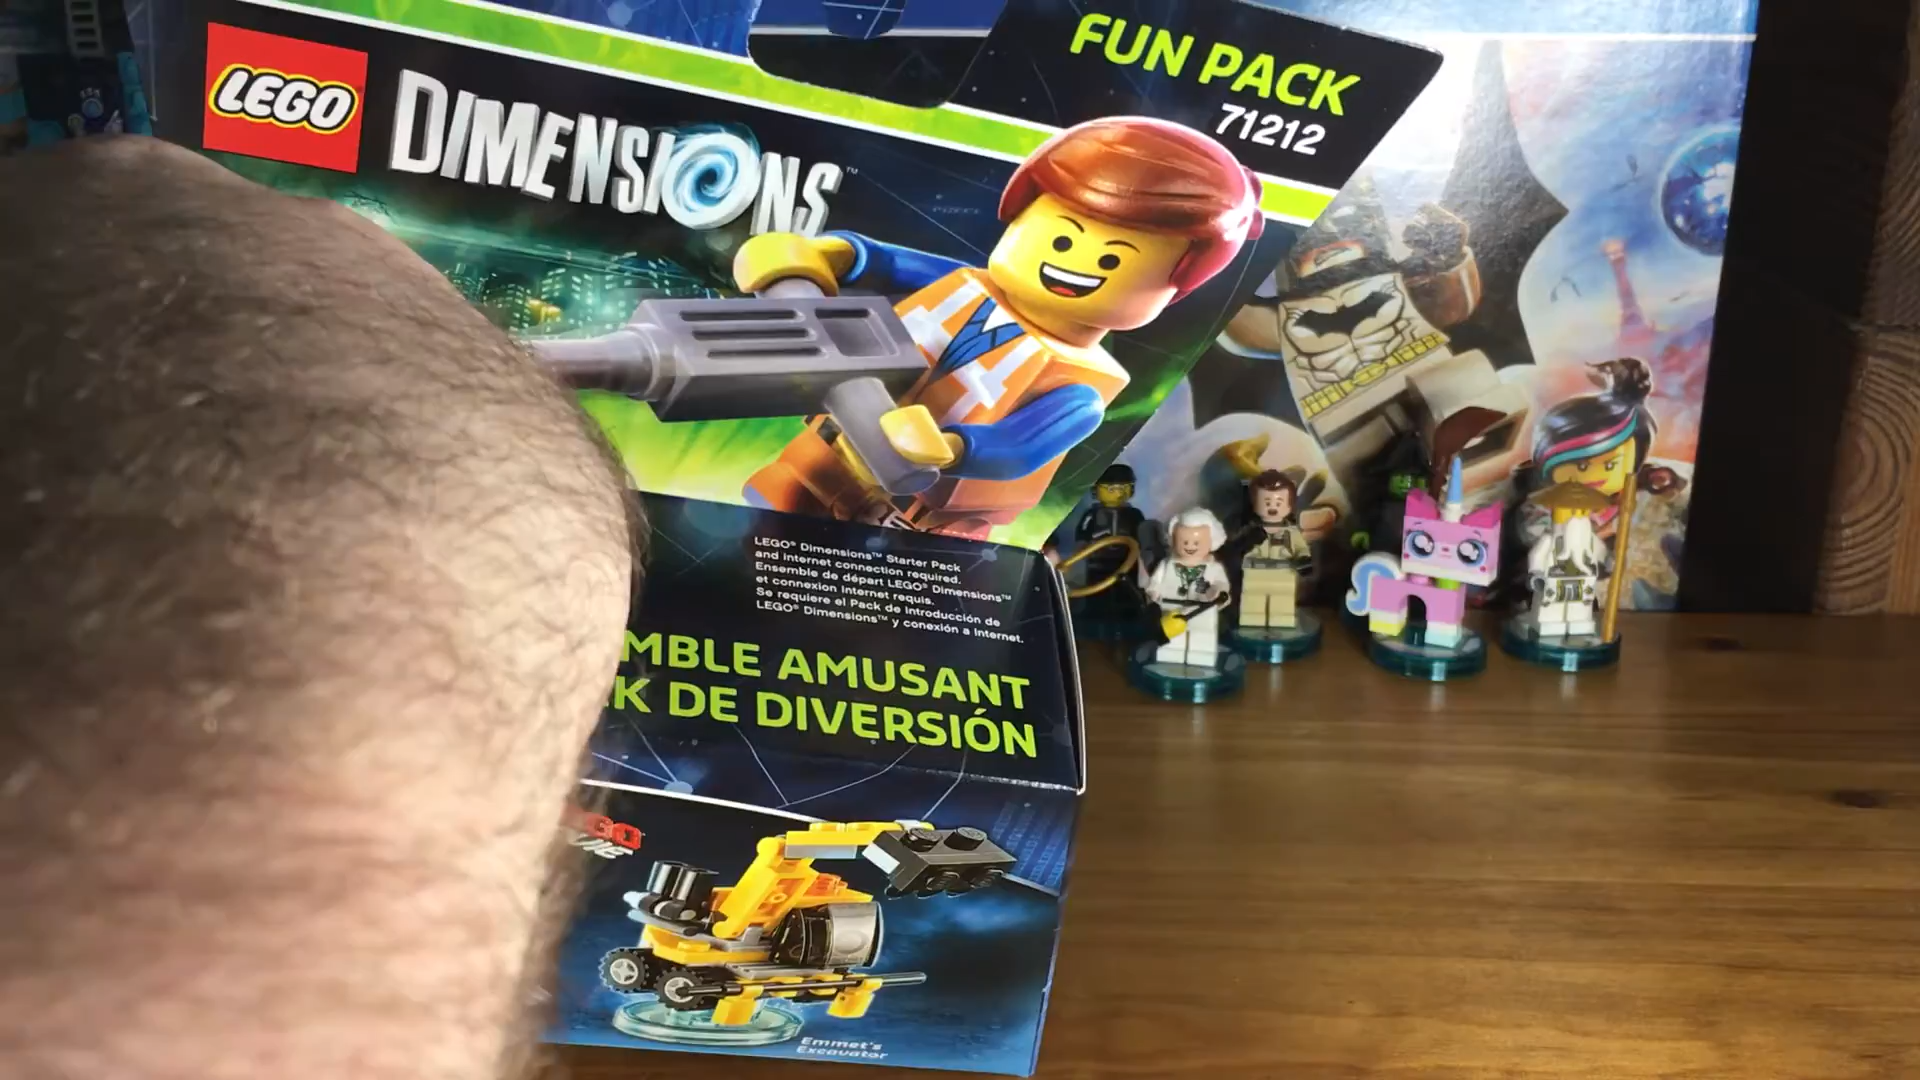 LEGO
DIMENSIONS™
FUN PACK
71212
LEGO® Dimensions™ Starter Pack
and internet connection required.
Ensemble de départ LEGO® Dimensions™
et connexion Internet requis.
Se requiere el Pack de Introducción de
LEGO® Dimensions™ y conexión a Internet.
MBLE AMUSANT
K DE DIVERSIÓN
Emmet's
Excavator